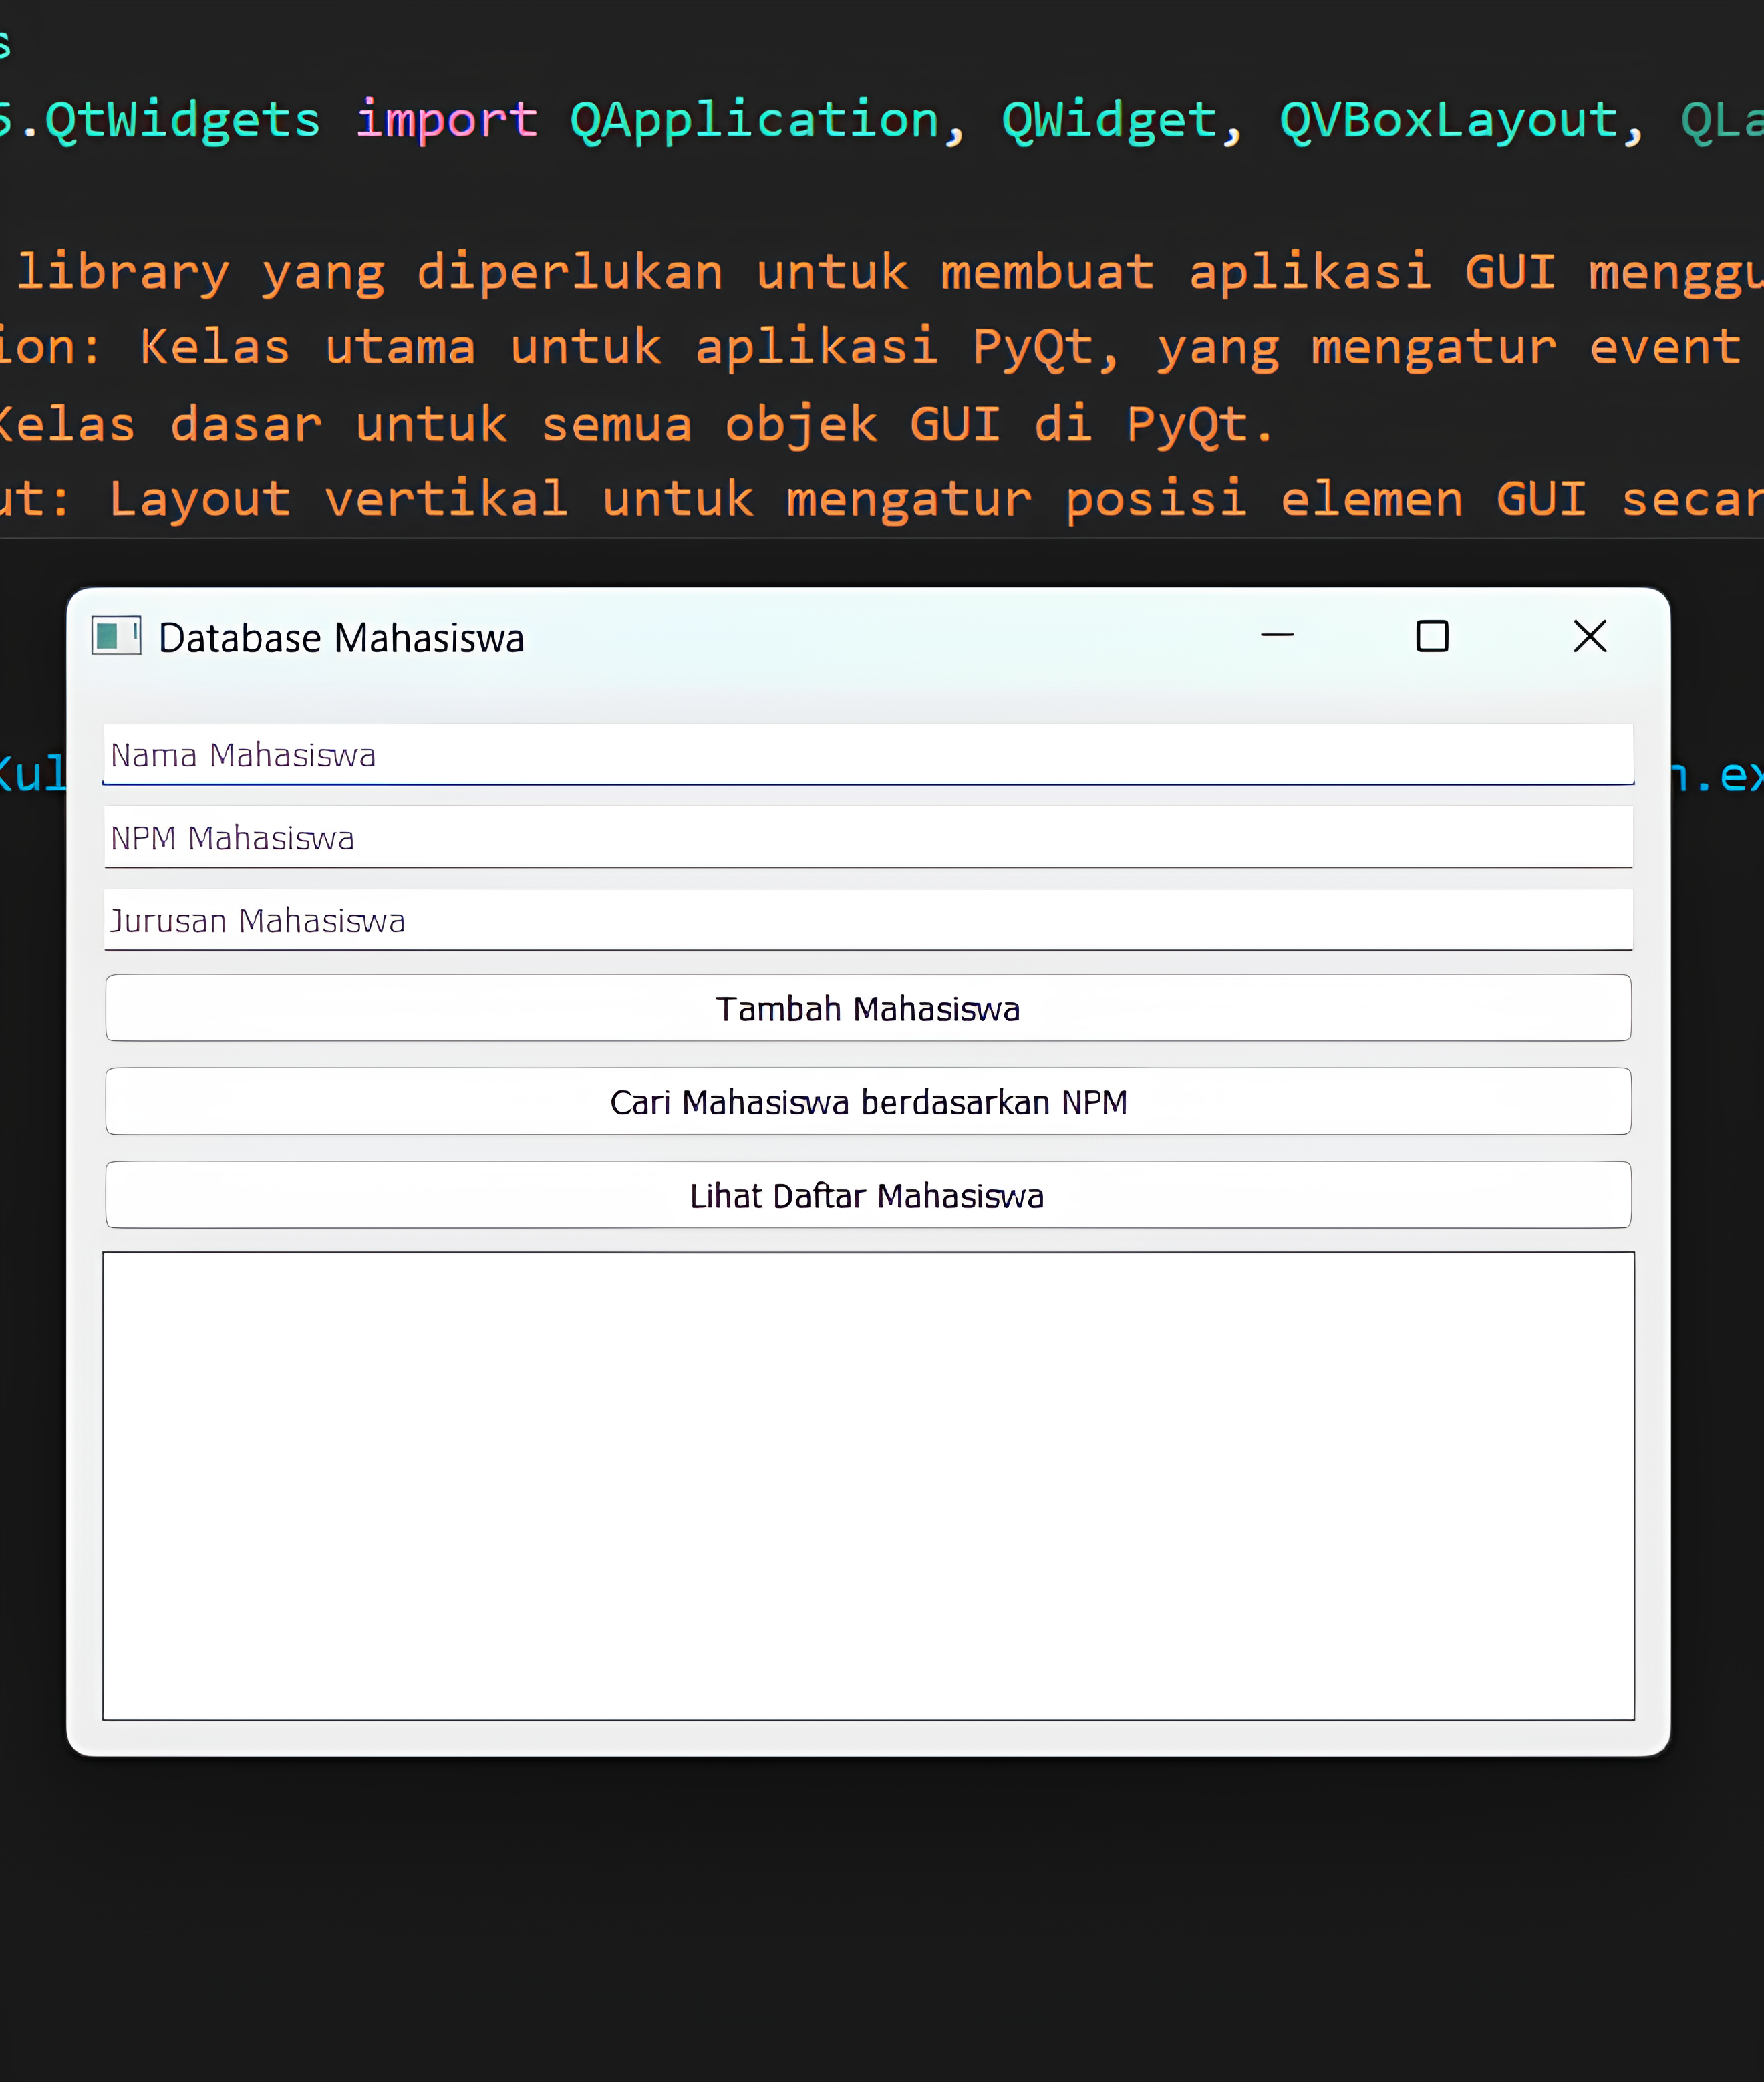 s
5.QtWidgets import QApplication, QWidget, QVBoxLayout, QLa
library yang diperlukan untuk membuat aplikasi GUI menggu
ion: Kelas utama untuk aplikasi PyQt, yang mengatur event
Kelas dasar untuk semua objek GUI di PyQt.
ut: Layout vertikal untuk mengatur posisi elemen GUI secar
Database Mahasiswa
Kul
n.ex
Nama Mahasiswa
NPM Mahasiswa
Jurusan Mahasiswa
Tambah Mahasiswa
Cari Mahasiswa berdasarkan NPM
Lihat Daftar Mahasiswa